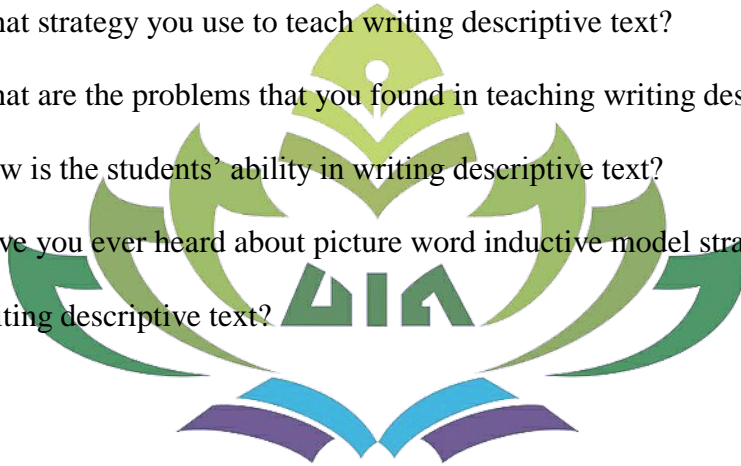 hat strategy you use to teach writing descriptive text?
hat are the problems that you found in teaching writing des
w is the students' ability in writing descriptive text?
ve you ever heard about picture word inductive model stra
iting descriptive text?
UIN